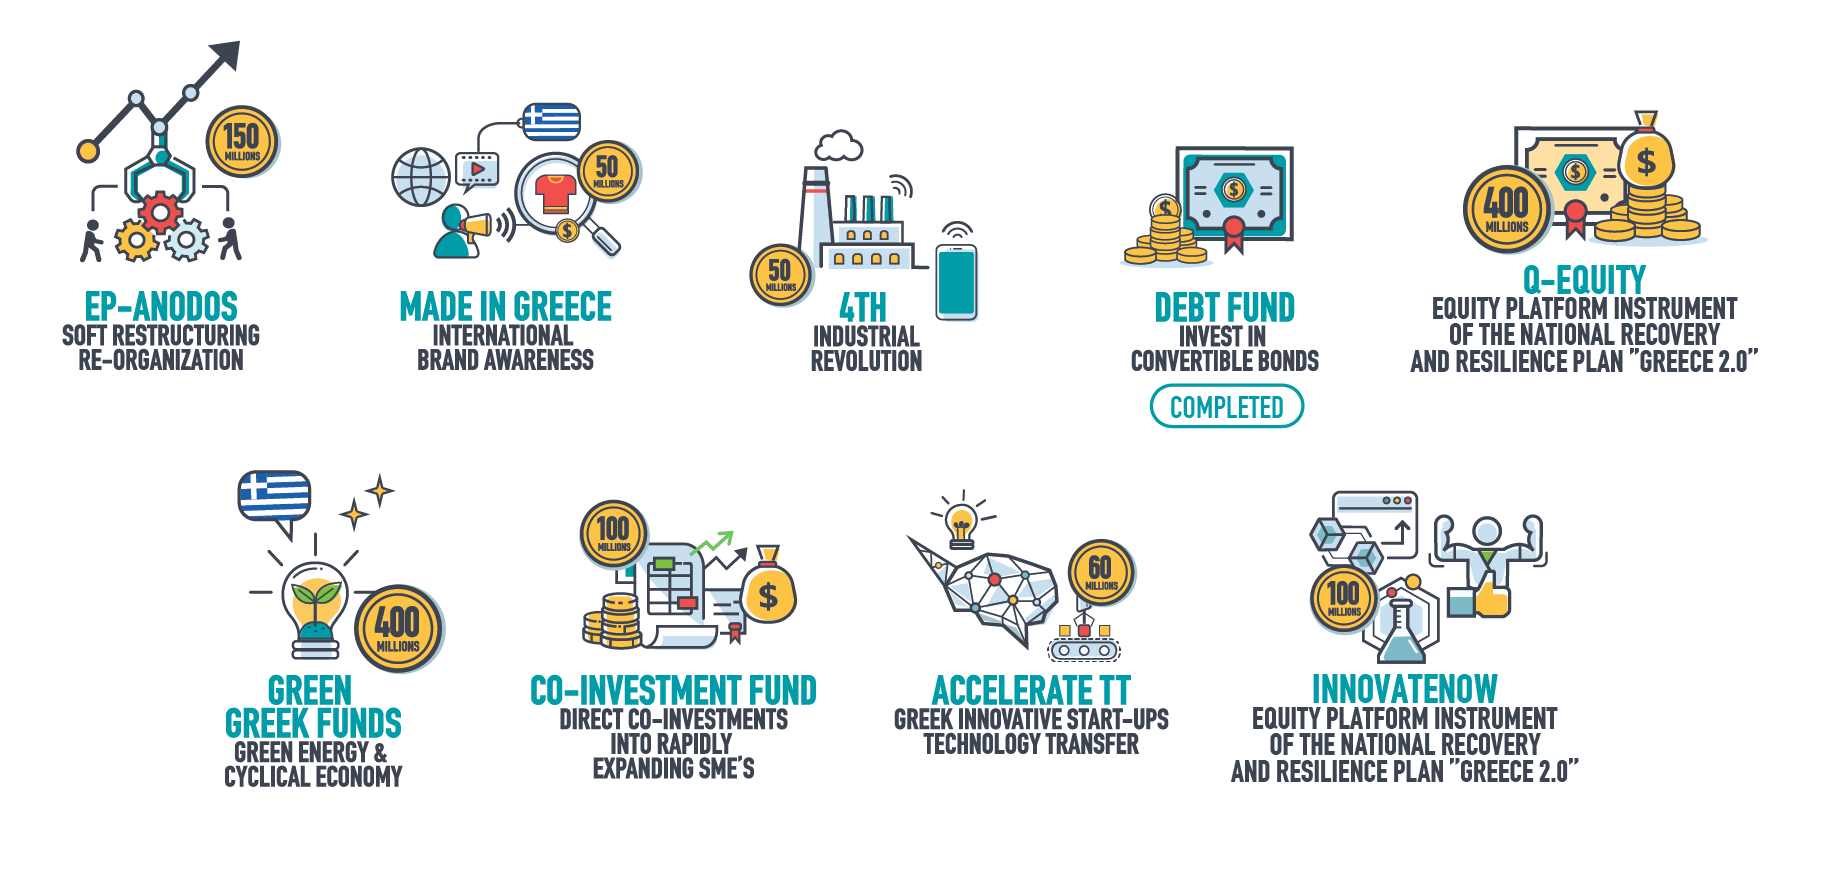 150
MILLIONS
EP-ANODOS
SOFT RESTRUCTURING
RE-ORGANIZATION
50
MILLIONS
$
MADE IN GREECE
INTERNATIONAL
BRAND AWARENESS
50
MILLIONS
4TH
INDUSTRIAL
REVOLUTION
$
$
DEBT FUND
INVEST IN
CONVERTIBLE BONDS
COMPLETED
400
MILLIONS
$
$
Q-EQUITY
EQUITY PLATFORM INSTRUMENT
OF THE NATIONAL RECOVERY
AND RESILIENCE PLAN "GREECE 2.0"
400
MILLIONS
GREEN
GREEK FUNDS
GREEN ENERGY &
CYCLICAL ECONOMY
100
MILLIONS
$
CO-INVESTMENT FUND
DIRECT CO-INVESTMENTS
INTO RAPIDLY
EXPANDING SME'S
60
MILLIONS
ACCELERATE TT
GREEK INNOVATIVE START-UPS
TECHNOLOGY TRANSFER
100
MILLIONS
INNOVATENOW
EQUITY PLATFORM INSTRUMENT
OF THE NATIONAL RECOVERY
AND RESILIENCE PLAN "GREECE 2.0"